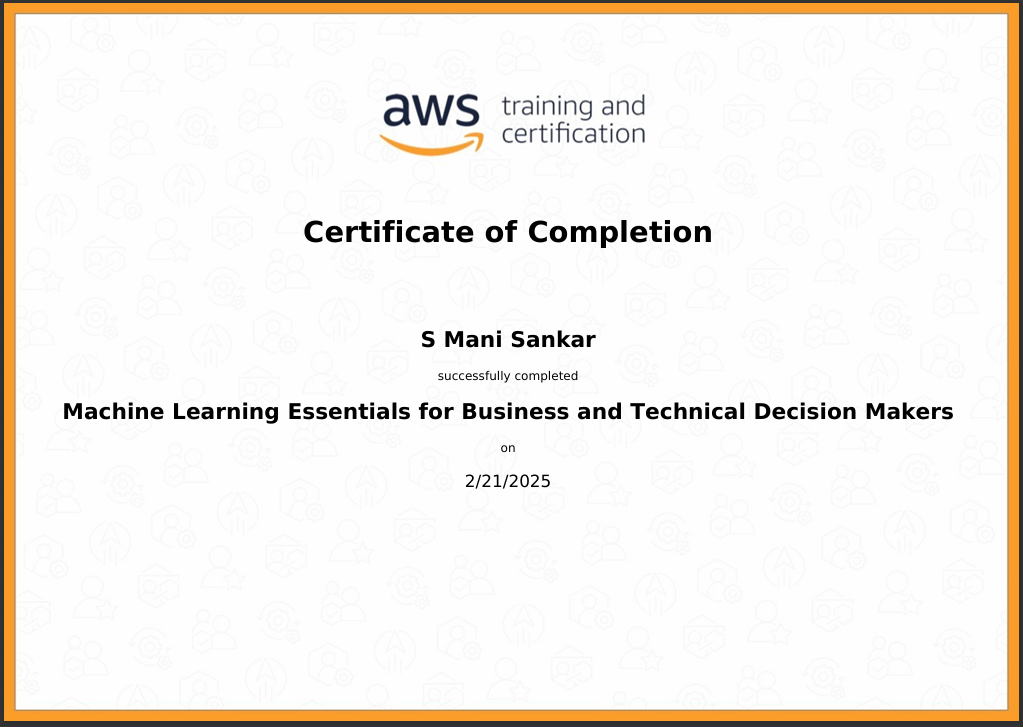 aws training and
certification
Certificate of Completion
S Mani Sankar
successfully completed
Machine Learning Essentials for Business and Technical Decision Makers
on
2/21/2025